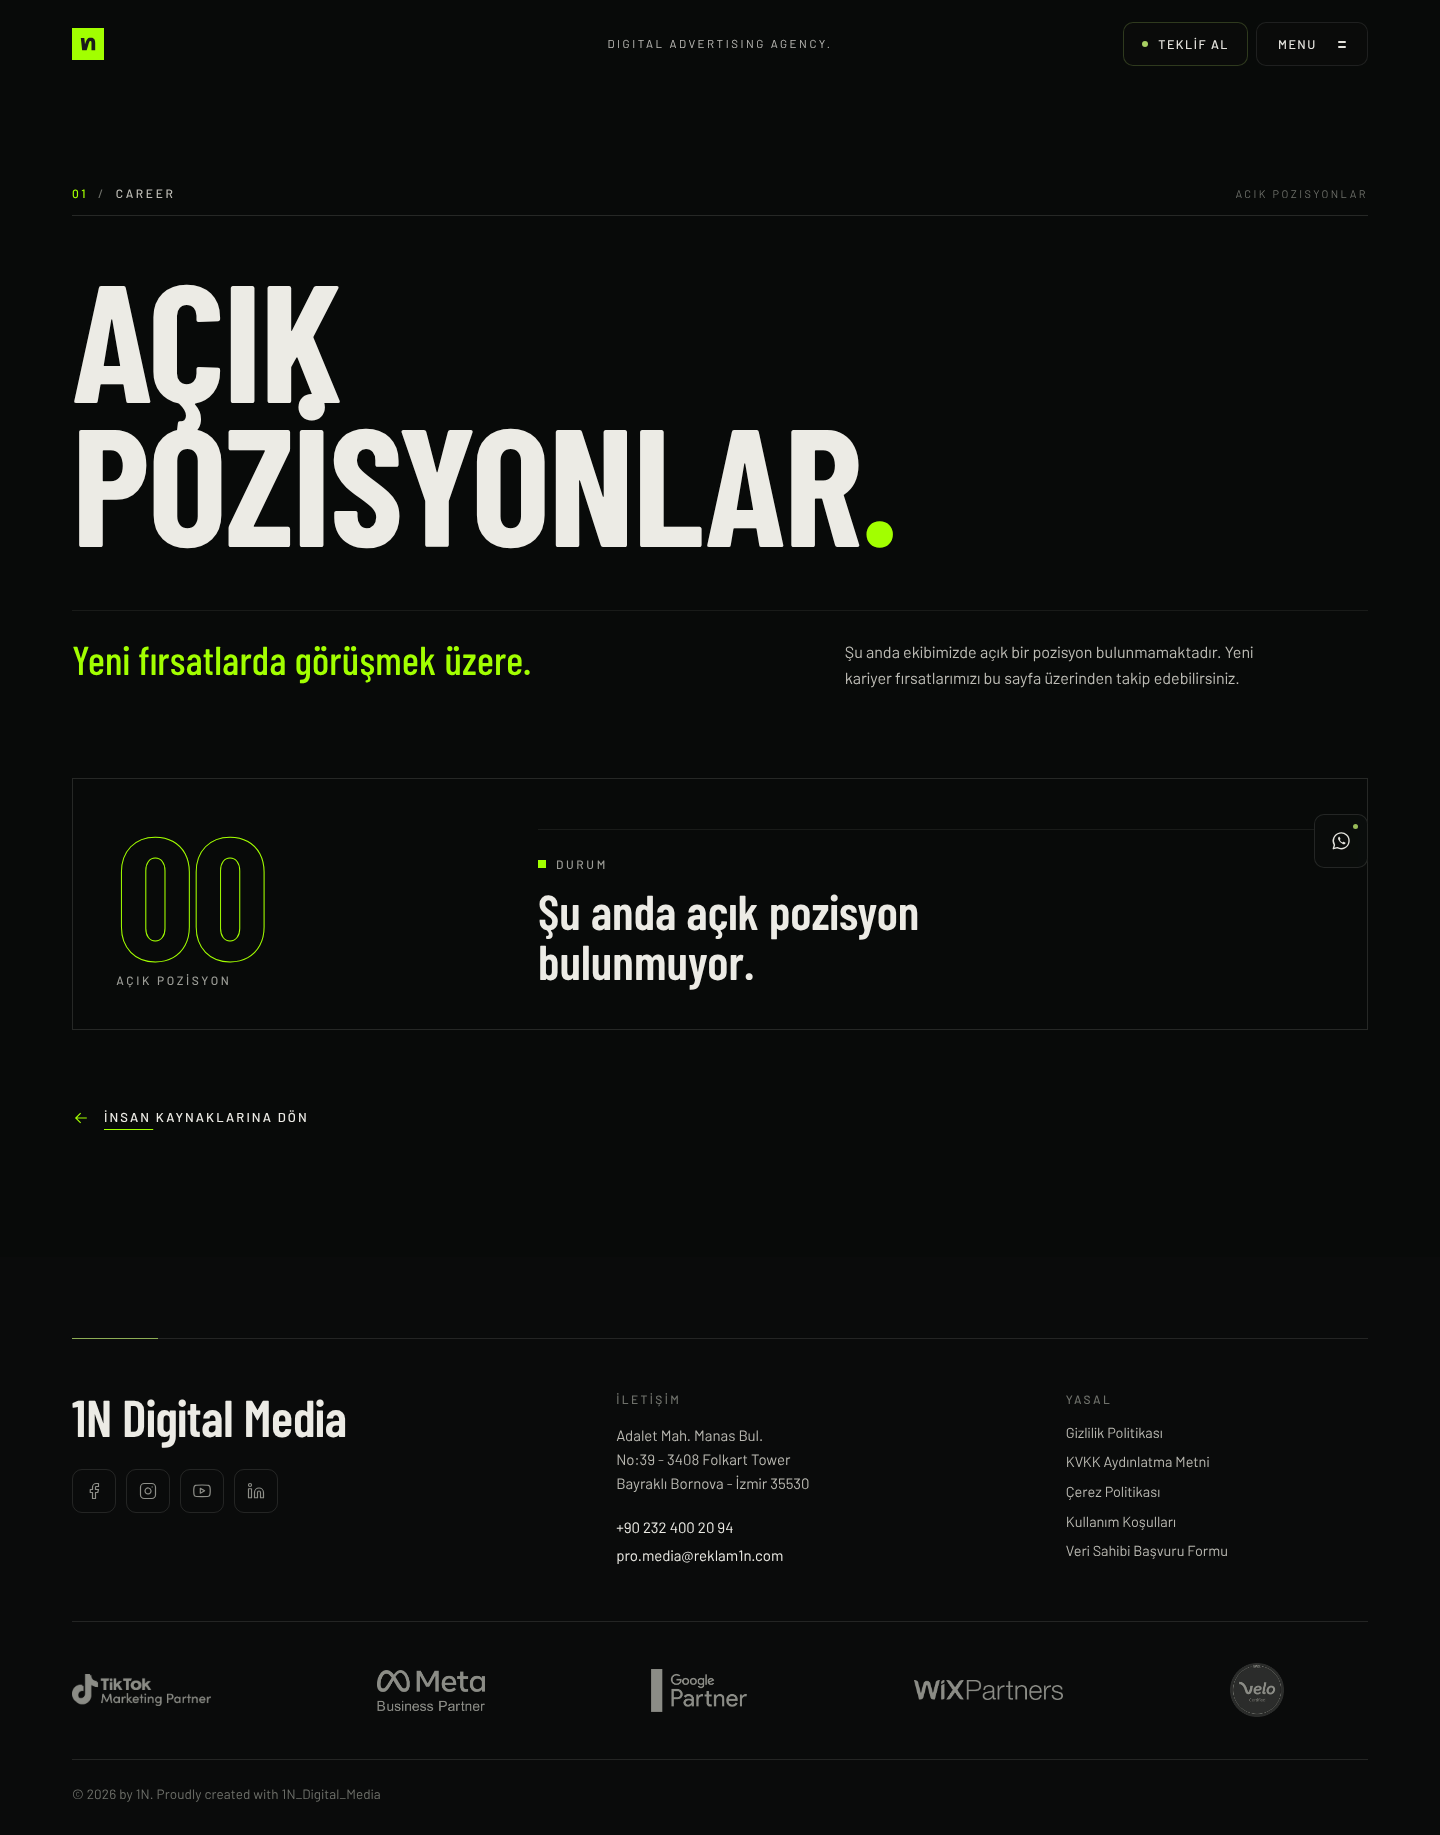 n
DIGITAL ADVERTISING AGENCY.
TEKLİF AL
MENU
01 / CAREER
ACIK POZISYONLAR
AÇIK
POZİSYONLAR.
Yeni fırsatlarda görüşmek üzere.
Şu anda ekibimizde açık bir pozisyon bulunmamaktadır. Yeni
kariyer fırsatlarımızı bu sayfa üzerinden takip edebilirsiniz.
00
AÇIK POZİSYON
DURUM
Şu anda açık pozisyon
bulunmuyor.
İNSAN KAYNAKLARINA DÖN
1N Digital Media
İLETİŞİM
Adalet Mah. Manas Bul.
No:39 - 3408 Folkart Tower
Bayraklı Bornova - İzmir 35530
+90 232 400 20 94
pro.media@reklam1n.com
YASAL
Gizlilik Politikası
KVKK Aydınlatma Metni
Çerez Politikası
Kullanım Koşulları
Veri Sahibi Başvuru Formu
TikTok
Marketing Partner
Meta
Business Partner
Google
Partner
WiXPartners
velo
© 2026 by 1N. Proudly created with 1N_Digital_Media